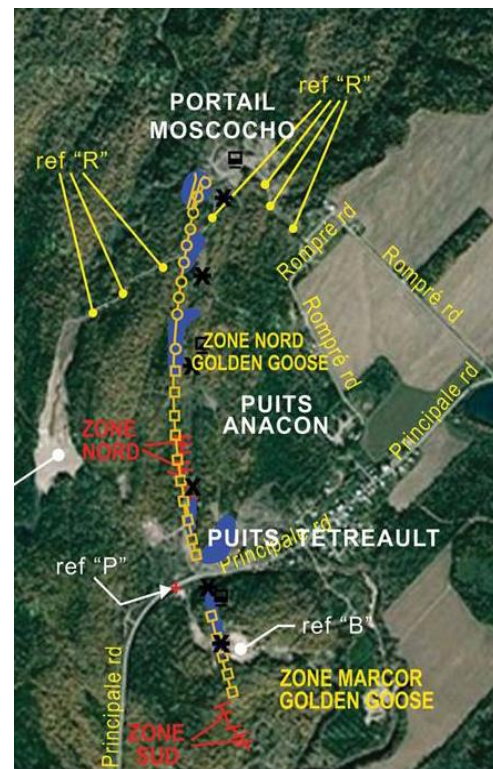 PORTAIL
MOSCOCHO
ref "R"
ref "R"
Rompré rd
Rompré rd
Rompré rd
ZONE NORD
GOLDEN GOOSE
PUITS
ANACON
ZONE
NORD
Principale rd
PUITS TÉTREAULT
Principale rd
ref "P"
ref "B"
Principale rd
ZONE MARCOR
GOLDEN GOOSE
ZONE
SUD